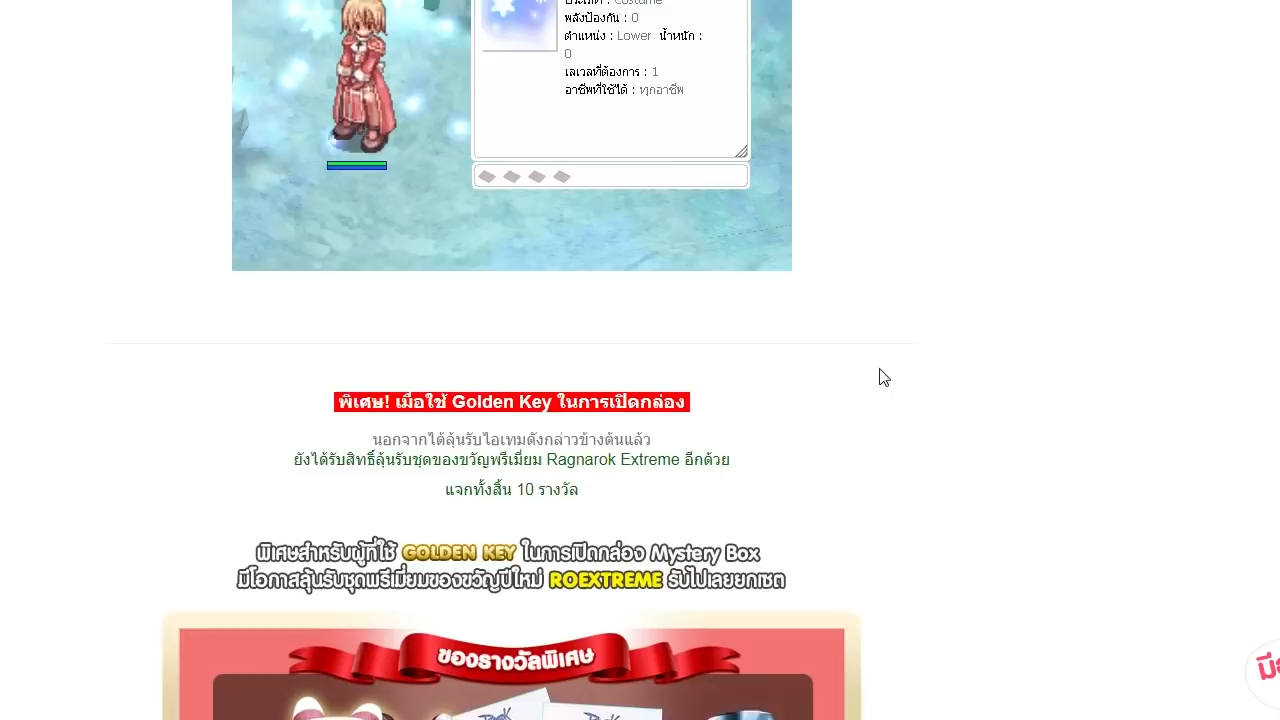 ประเภท : Costume
พลังป้องกัน : 0
ตำแหน่ง : Lower น้ำหนัก :
0
เลเวลที่ต้องการ : 1
อาชีพที่ใช้ได้ : ทุกอาชีพ
พิเศษ! เมื่อใช้ Golden Key ในการเปิดกล่อง
นอกจากได้ลุ้นรับไอเทมดังกล่าวข้างต้นแล้ว
ยังได้รับสิทธิ์ลุ้นรับชุดของขวัญพรีเมี่ยม Ragnarok Extreme อีกด้วย
แจกทั้งสิ้น 10 รางวัล
พิเศษสำหรับผู้ที่ใช้ GOLDEN KEY ในการเปิดกล่อง Mystery Box
มีโอกาสลุ้นรับชุดพรีเมี่ยมของขวัญปีใหม่ ROEXTREME รับไปเลยยกเซต
ของรางวัลพิเศษ